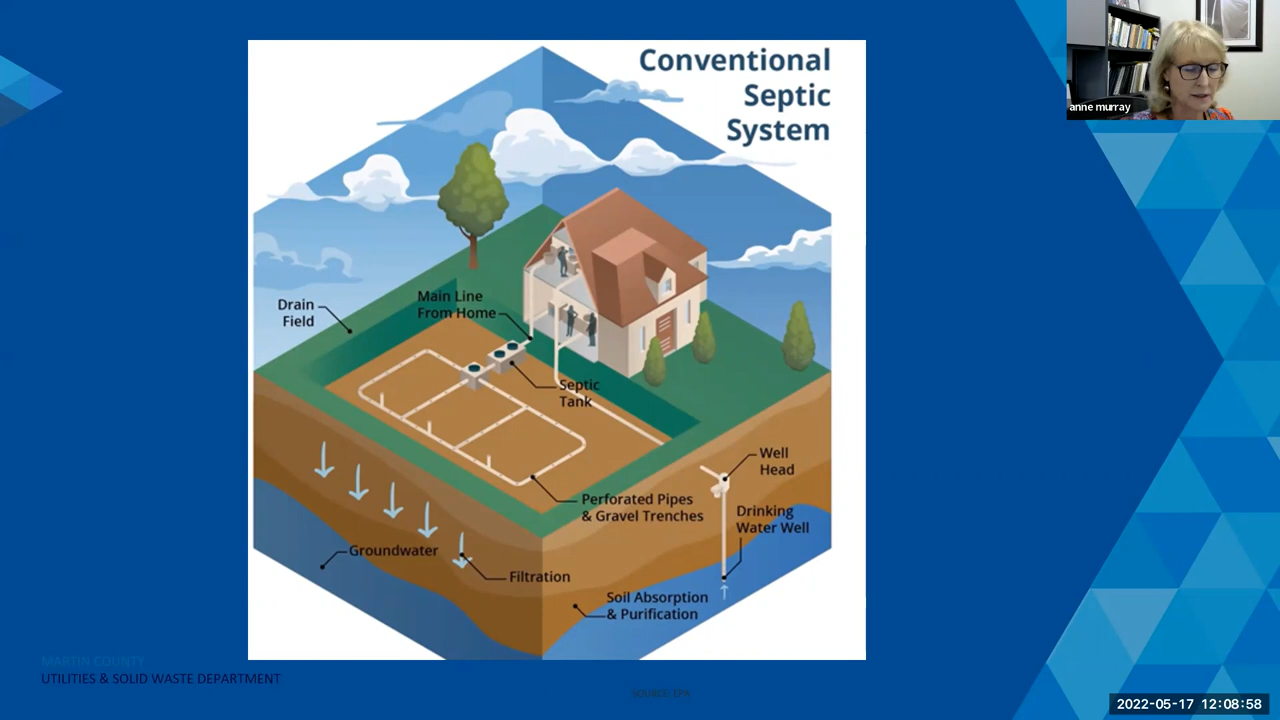 Conventional
Septic
System
anne murray
Drain
Field
Main Line
From Home
Septic
Tank
Well
Head
Perforated Pipes
& Gravel Trenches
Drinking
Water Well
Groundwater
Filtration
Soil Absorption
& Purification
MARTIN COUNTY
UTILITIES & SOLID WASTE DEPARTMENT
SOURCE: EPA
2022-05-17 12:08:58